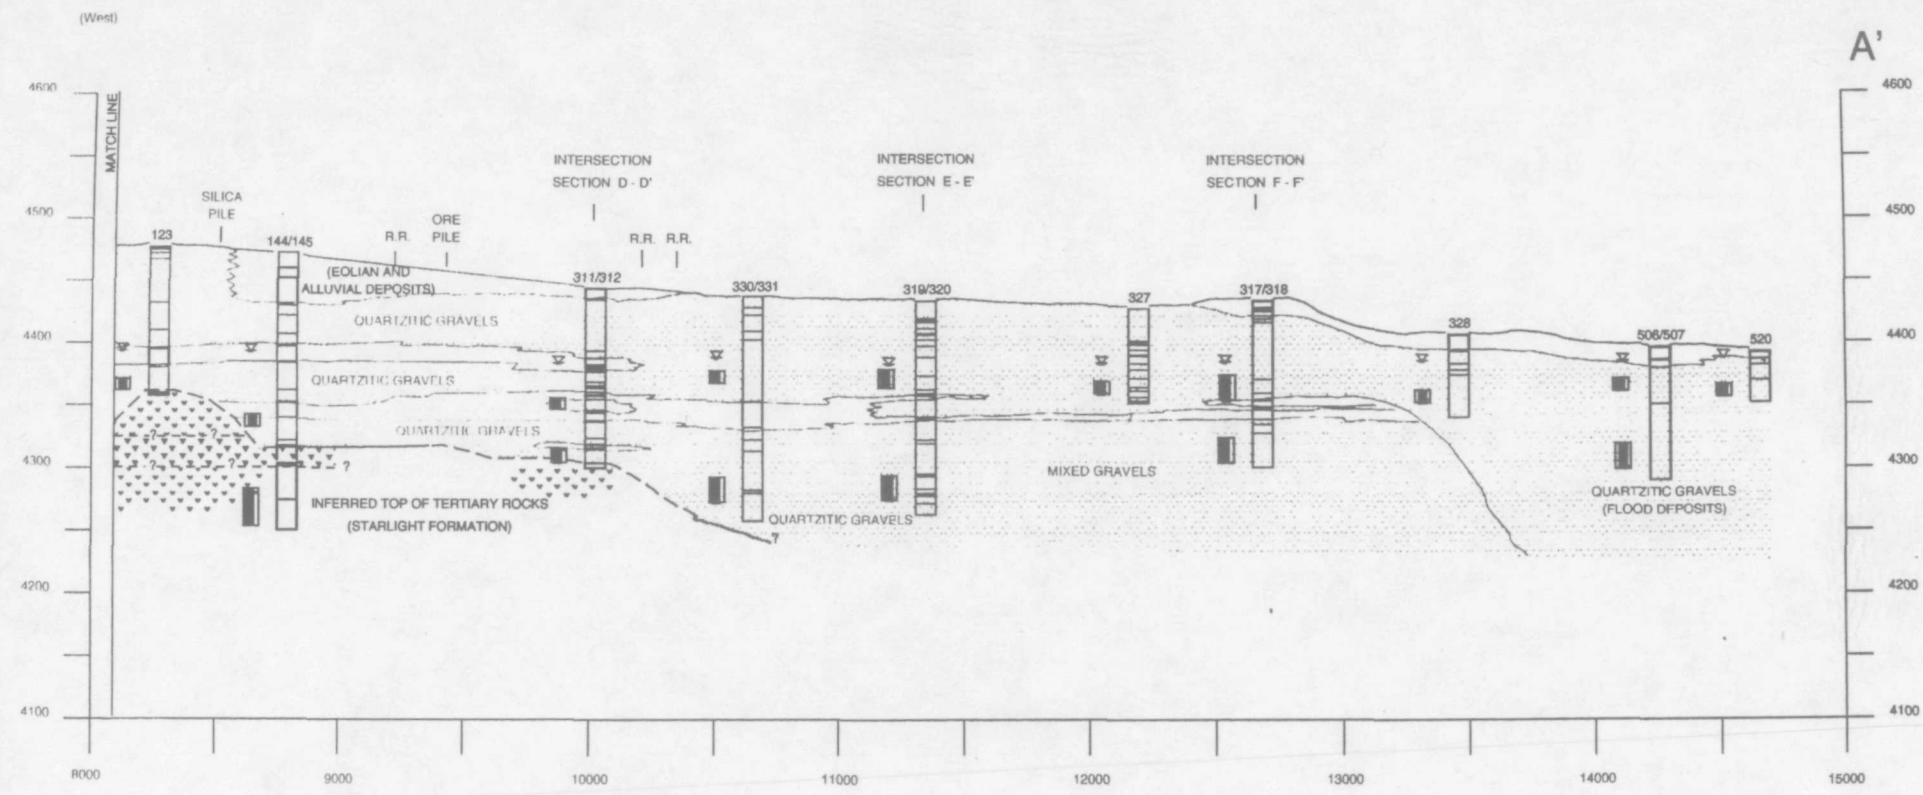 (West)
A'
4600
4600
MATCH LINE
INTERSECTION
SECTION D - D'
INTERSECTION
SECTION E - E'
INTERSECTION
SECTION F - F'
SILICA
PILE
4500
4500
ORE
PILE
123
144/145
R.R.
R.R.
R.R.
(EOLIAN AND
ALLUVIAL DEPOSITS)
311/312
330/331
319/320
327
317/318
328
506/507
520
QUARTZITIC GRAVELS
4400
4400
QUARTZITIC GRAVELS
QUARTZITIC GRAVELS
?
?
4300
4300
?
?
?
MIXED GRAVELS
INFERRED TOP OF TERTIARY ROCKS
(STARLIGHT FORMATION)
QUARTZITIC GRAVELS
?
QUARTZITIC GRAVELS
(FLOOD DEPOSITS)
4200
4200
4100
4100
8000
9000
10000
11000
12000
13000
14000
15000